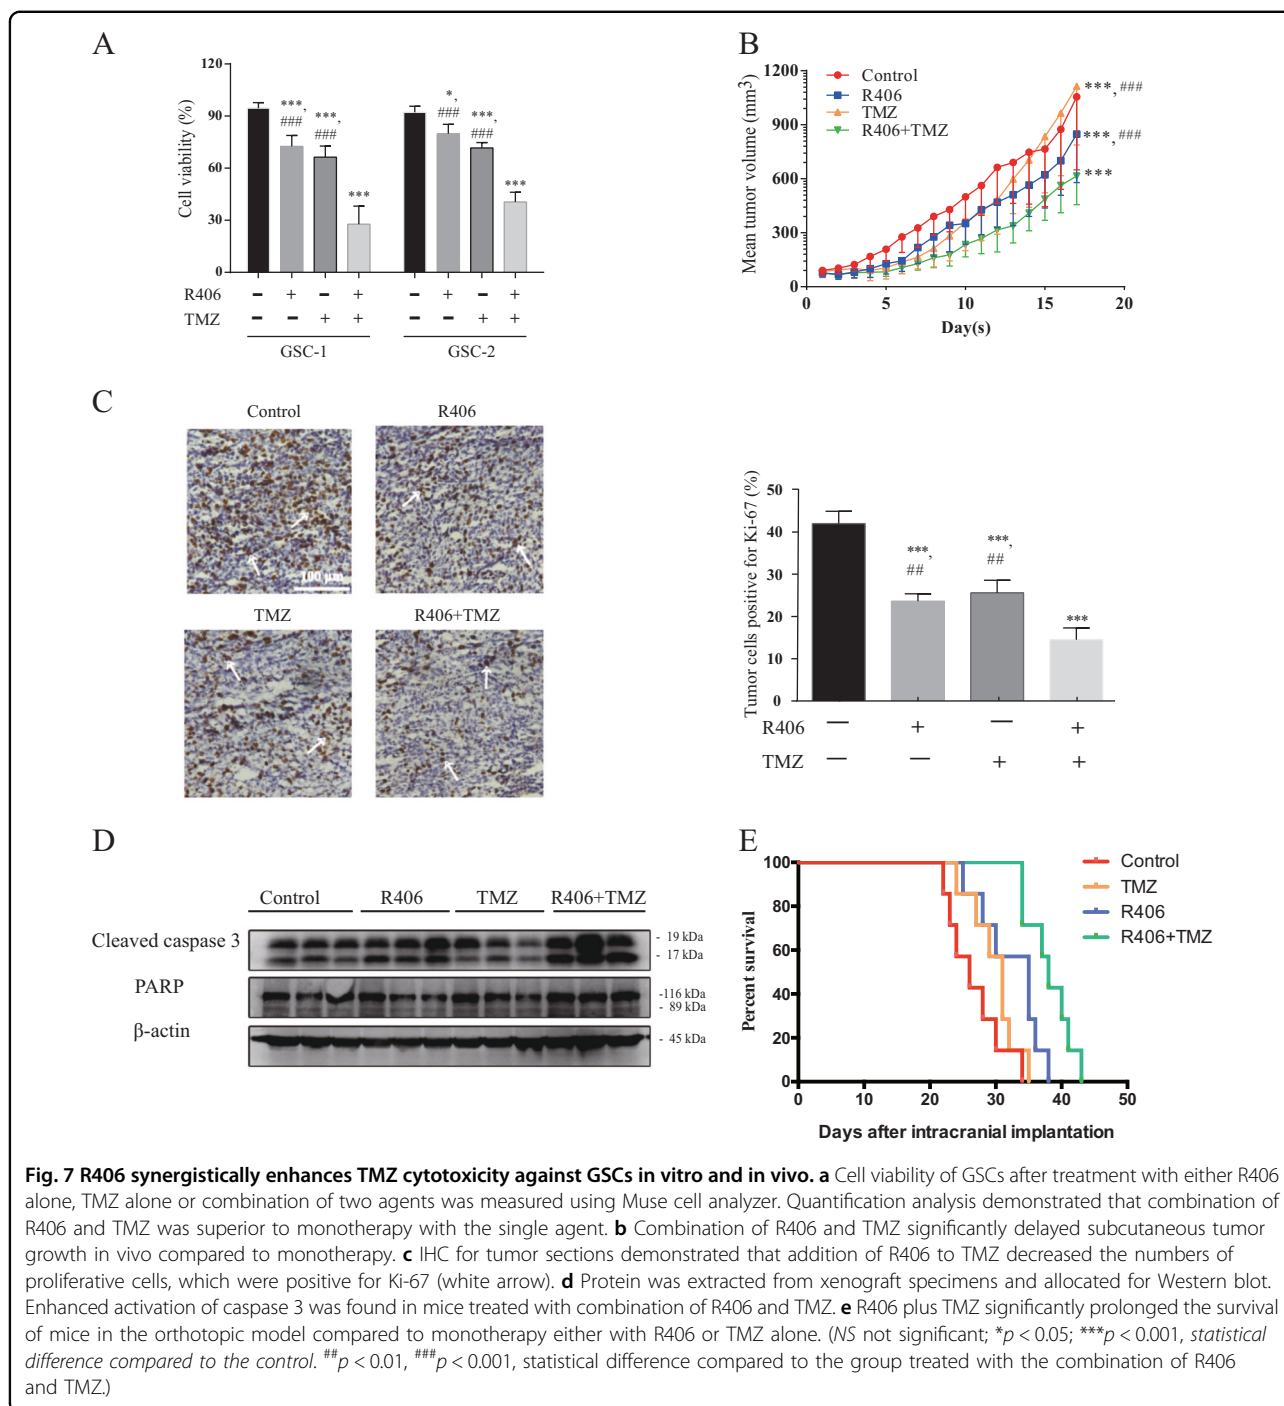 A
120
90
60
30
0
Cell viability (%)
***,
###
***,
###
***
*,
###
***,
###
***
R406
– + – + – + – +
TMZ
– – + + – – + +
GSC-1
GSC-2
B
1200
900
600
300
0
Mean tumor volume (mm³)
Control
R406
TMZ
R406+TMZ
***, ###
***, ###
***
0 5 10 15 20
Day(s)
C
Control
R406
100 µm
TMZ
R406+TMZ
50
40
30
20
10
0
Tumor cells positive for Ki-67 (%)
***,
##
***,
##
***
R406 — + — +
TMZ — — + +
D
Control R406 TMZ R406+TMZ
Cleaved caspase 3
- 19 kDa
- 17 kDa
PARP
-116 kDa
- 89 kDa
β-actin
- 45 kDa
E
100
80
60
40
20
0
Percent survival
Control
TMZ
R406
R406+TMZ
0 10 20 30 40 50
Days after intracranial implantation
Fig. 7 R406 synergistically enhances TMZ cytotoxicity against GSCs in vitro and in vivo. a Cell viability of GSCs after treatment with either R406
alone, TMZ alone or combination of two agents was measured using Muse cell analyzer. Quantification analysis demonstrated that combination of
R406 and TMZ was superior to monotherapy with the single agent. b Combination of R406 and TMZ significantly delayed subcutaneous tumor
growth in vivo compared to monotherapy. c IHC for tumor sections demonstrated that addition of R406 to TMZ decreased the numbers of
proliferative cells, which were positive for Ki-67 (white arrow). d Protein was extracted from xenograft specimens and allocated for Western blot.
Enhanced activation of caspase 3 was found in mice treated with combination of R406 and TMZ. e R406 plus TMZ significantly prolonged the survival
of mice in the orthotopic model compared to monotherapy either with R406 or TMZ alone. (NS not significant; *p < 0.05; ***p < 0.001, statistical
difference compared to the control. ##p < 0.01, ###p < 0.001, statistical difference compared to the group treated with the combination of R406
and TMZ.)